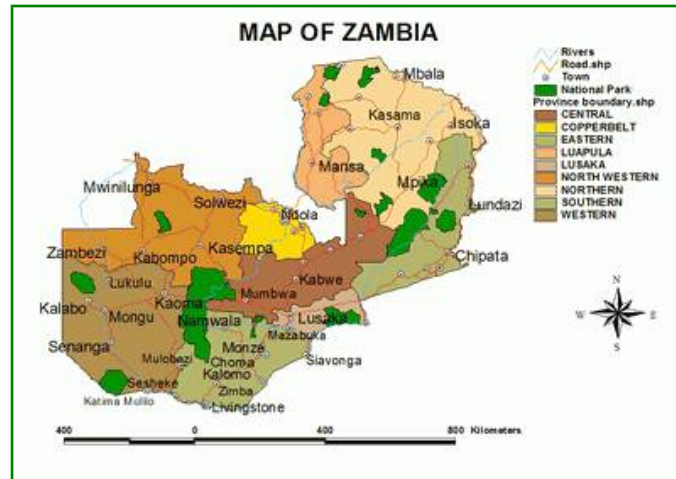 MAP OF ZAMBIA
Rivers
Road.shp
Town
National Park
Province boundary.shp
CENTRAL
COPPERBELT
EASTERN
LUAPULA
LUSAKA
NORTH WESTERN
NORTHERN
SOUTHERN
WESTERN
Mbala
Kasama
Isoka
Mansa
Mpika
Mwinilunga
Solwezi
Ndola
Lundazi
Zambezi
Kabompo
Kasempa
Chipata
Lukulu
Kabwe
Kalabo
Kaoma
Mumbwa
Mongu
Namwala
Lusaka
Mazabuka
Senanga
Monze
Siavonga
Mulobezi
Choma
Kalomo
Sesheke
Zimba
Katima Mulilo
Livingstone
N
W E
S
400 0 400 800 Kilometers